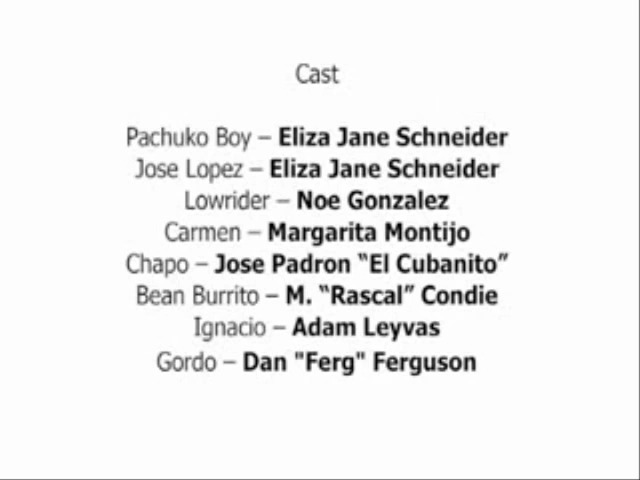 Cast
Pachuko Boy – Eliza Jane Schneider
Jose Lopez – Eliza Jane Schneider
Lowrider – Noe Gonzalez
Carmen – Margarita Montijo
Chapo – Jose Padron “El Cubanito”
Bean Burrito – M. “Rascal” Condie
Ignacio – Adam Leyvas
Gordo – Dan "Ferg" Ferguson